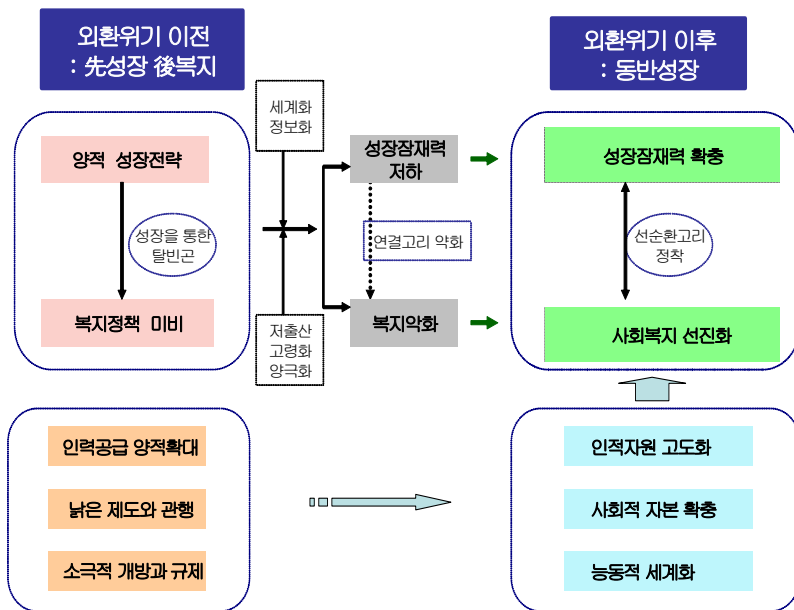 외환위기 이전
: 先성장 後복지
외환위기 이후
: 동반성장
세계화
정보화
양적 성장전략
성장을 통한
탈빈곤
복지정책 미비
성장잠재력
저하
연결고리 약화
복지악화
저출산
고령화
양극화
성장잠재력 확충
선순환고리
정착
사회복지 선진화
인력공급 양적확대
낡은 제도와 관행
소극적 개방과 규제
인적자원 고도화
사회적 자본 확충
능동적 세계화